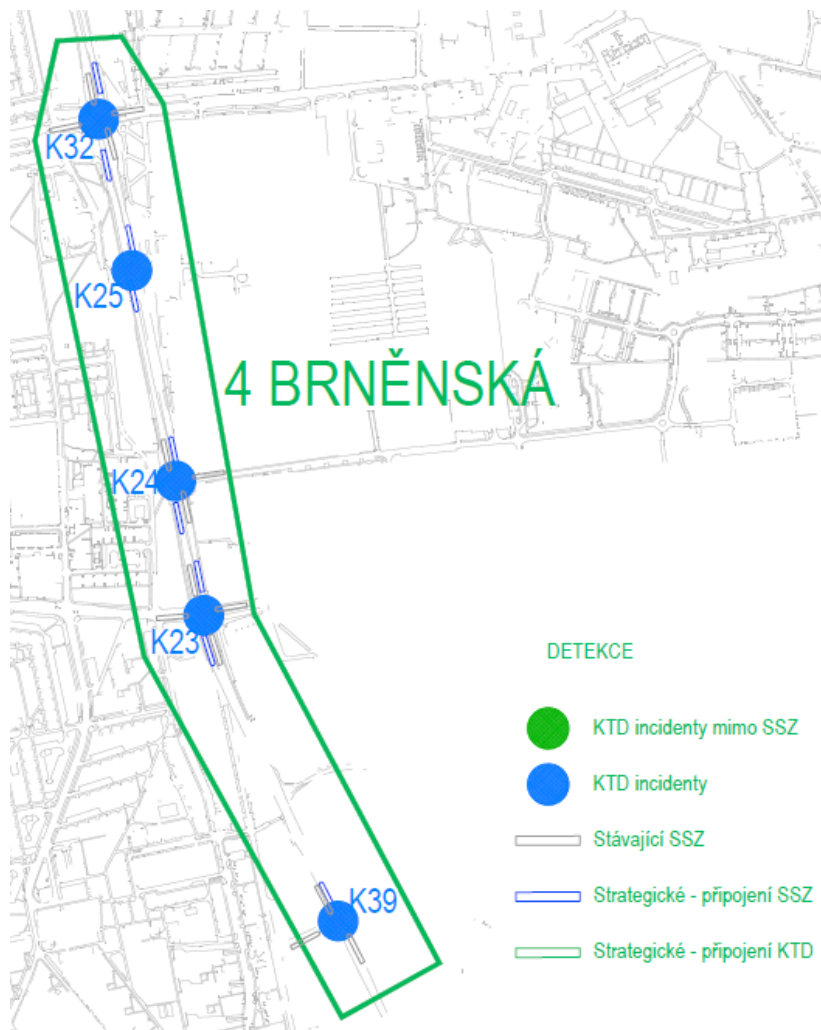 K32
K25
4 BRNĚNSKÁ
K24
K23
DETEKCE
KTD incidenty mimo SSZ
KTD incidenty
Stávající SSZ
K39
Strategické - připojení SSZ
Strategické - připojení KTD